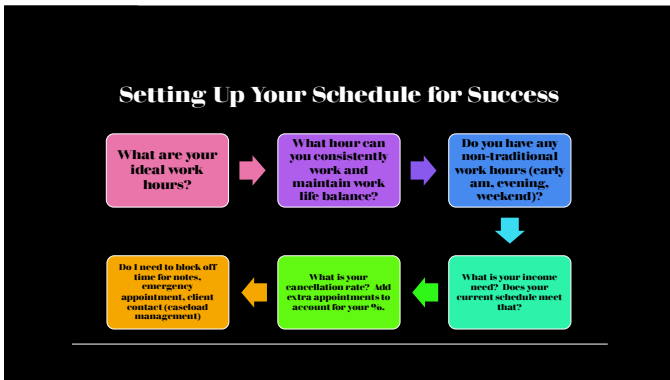 Setting Up Your Schedule for Success
What are your
ideal work
hours?
What hour can
you consistently
work and
maintain work
life balance?
Do you have any
non-traditional
work hours (early
am, evening,
weekend)?
What is your income
need?  Does your
current schedule meet
that?
What is your
cancellation rate?  Add
extra appointments to
account for your %.
Do I need to block off
time for notes,
emergency
appointment, client
contact (caseload
management)